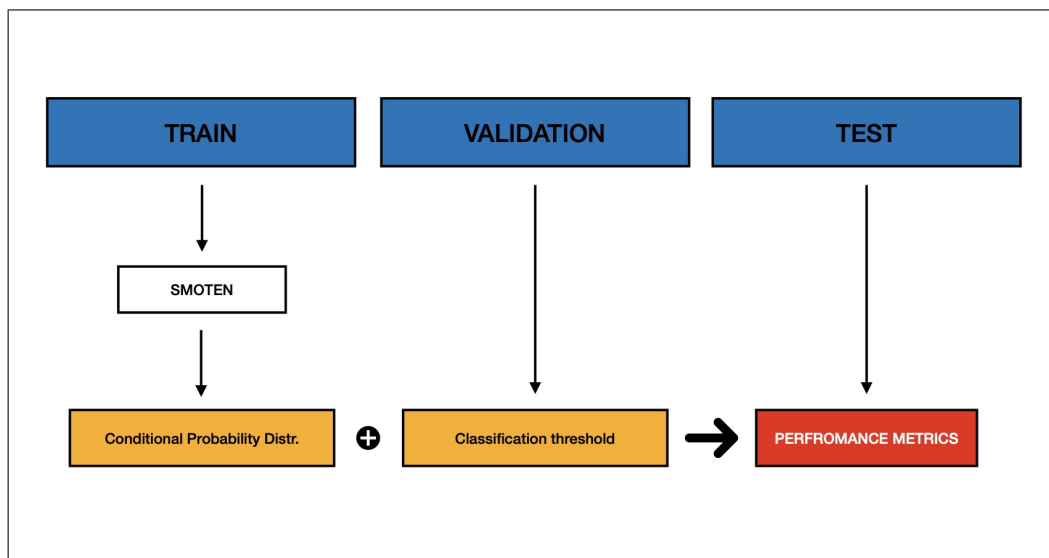 TRAIN
VALIDATION
TEST
SMOTEN
Conditional Probability Distr.
Classification threshold
PERFROMANCE METRICS